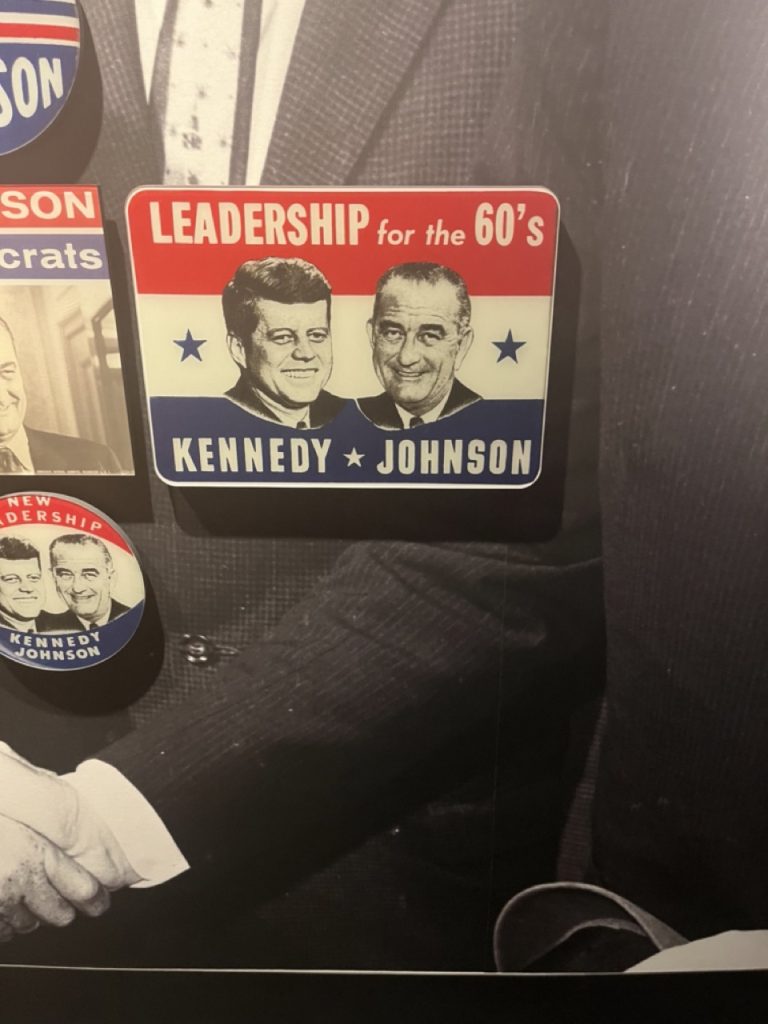 SON
SON
crats
LEADERSHIP for the 60's
KENNEDY ★ JOHNSON
NEW
DERSHIP
KENNEDY
JOHNSON